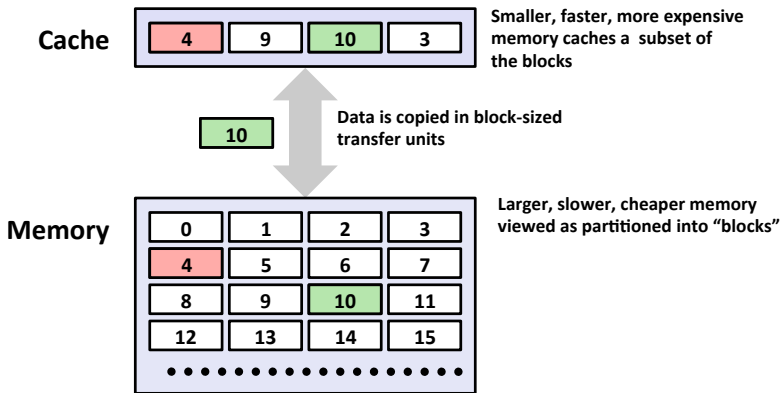 Cache
4 9 10 3
Smaller, faster, more expensive
memory caches a subset of
the blocks
10
Data is copied in block-sized
transfer units
Memory
0 1 2 3
4 5 6 7
8 9 10 11
12 13 14 15
Larger, slower, cheaper memory
viewed as partitioned into “blocks”